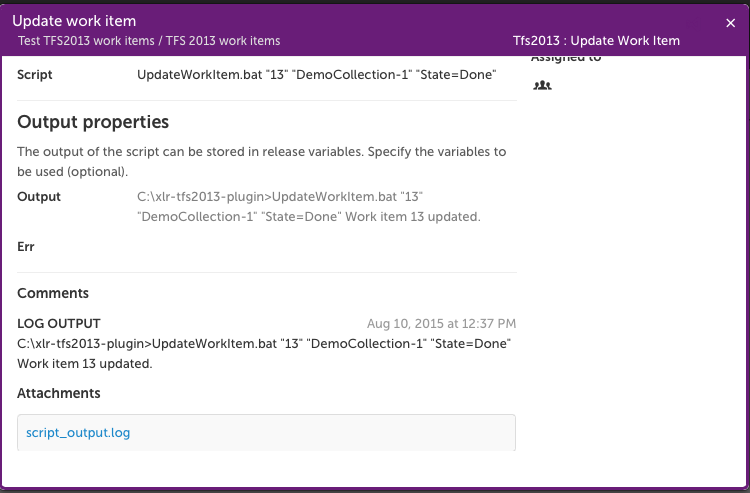 Update work item
Test TFS2013 work items / TFS 2013 work items
Tfs2013 : Update Work Item
Assigned to
Script
UpdateWorkItem.bat "13" "DemoCollection-1" "State=Done"
Output properties
The output of the script can be stored in release variables. Specify the variables to
be used (optional).
Output
C:\xlr-tfs2013-plugin>UpdateWorkItem.bat "13"
"DemoCollection-1" "State=Done" Work item 13 updated.
Err
Comments
LOG OUTPUT
Aug 10, 2015 at 12:37 PM
C:\xlr-tfs2013-plugin>UpdateWorkItem.bat "13" "DemoCollection-1" "State=Done"
Work item 13 updated.
Attachments
script_output.log